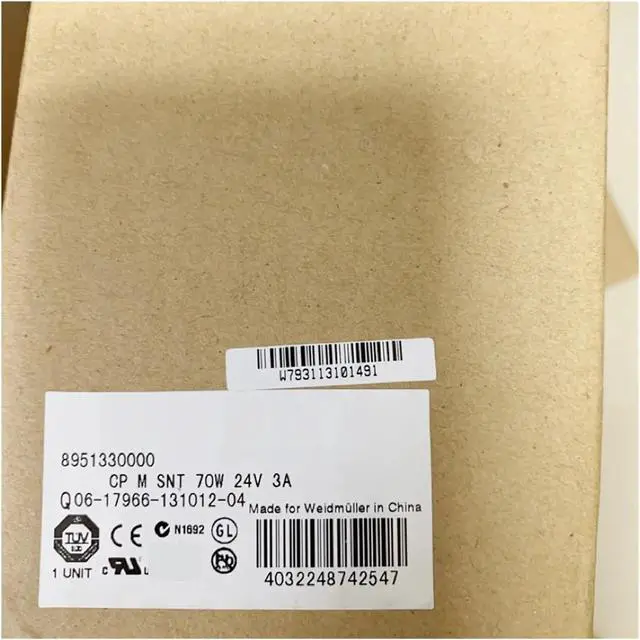 W793113101491
8951330000
CP M SNT 70W 24V 3A
Q06-17966-131012-04
Made for Weidmüller in China
TUV
CE
N1692
GL
1 UNIT
4032248742547